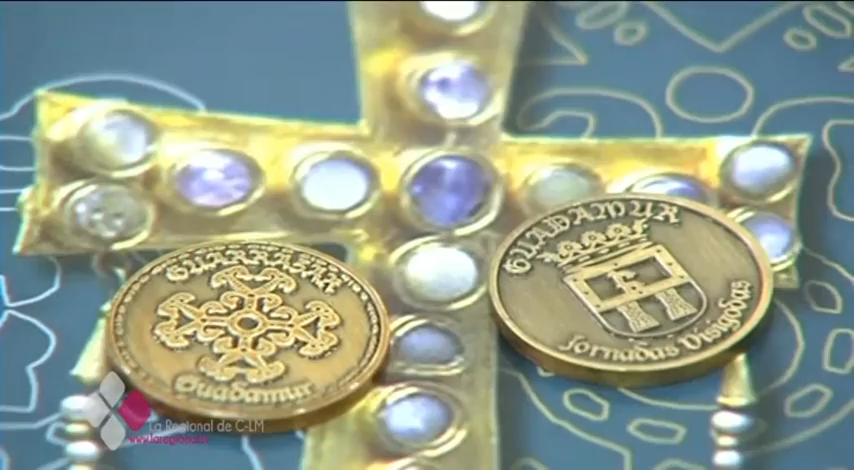 GUARRAZAR
Guadamur
GUADAMUR
Jornadas Visigodas
La Regional de C-LM